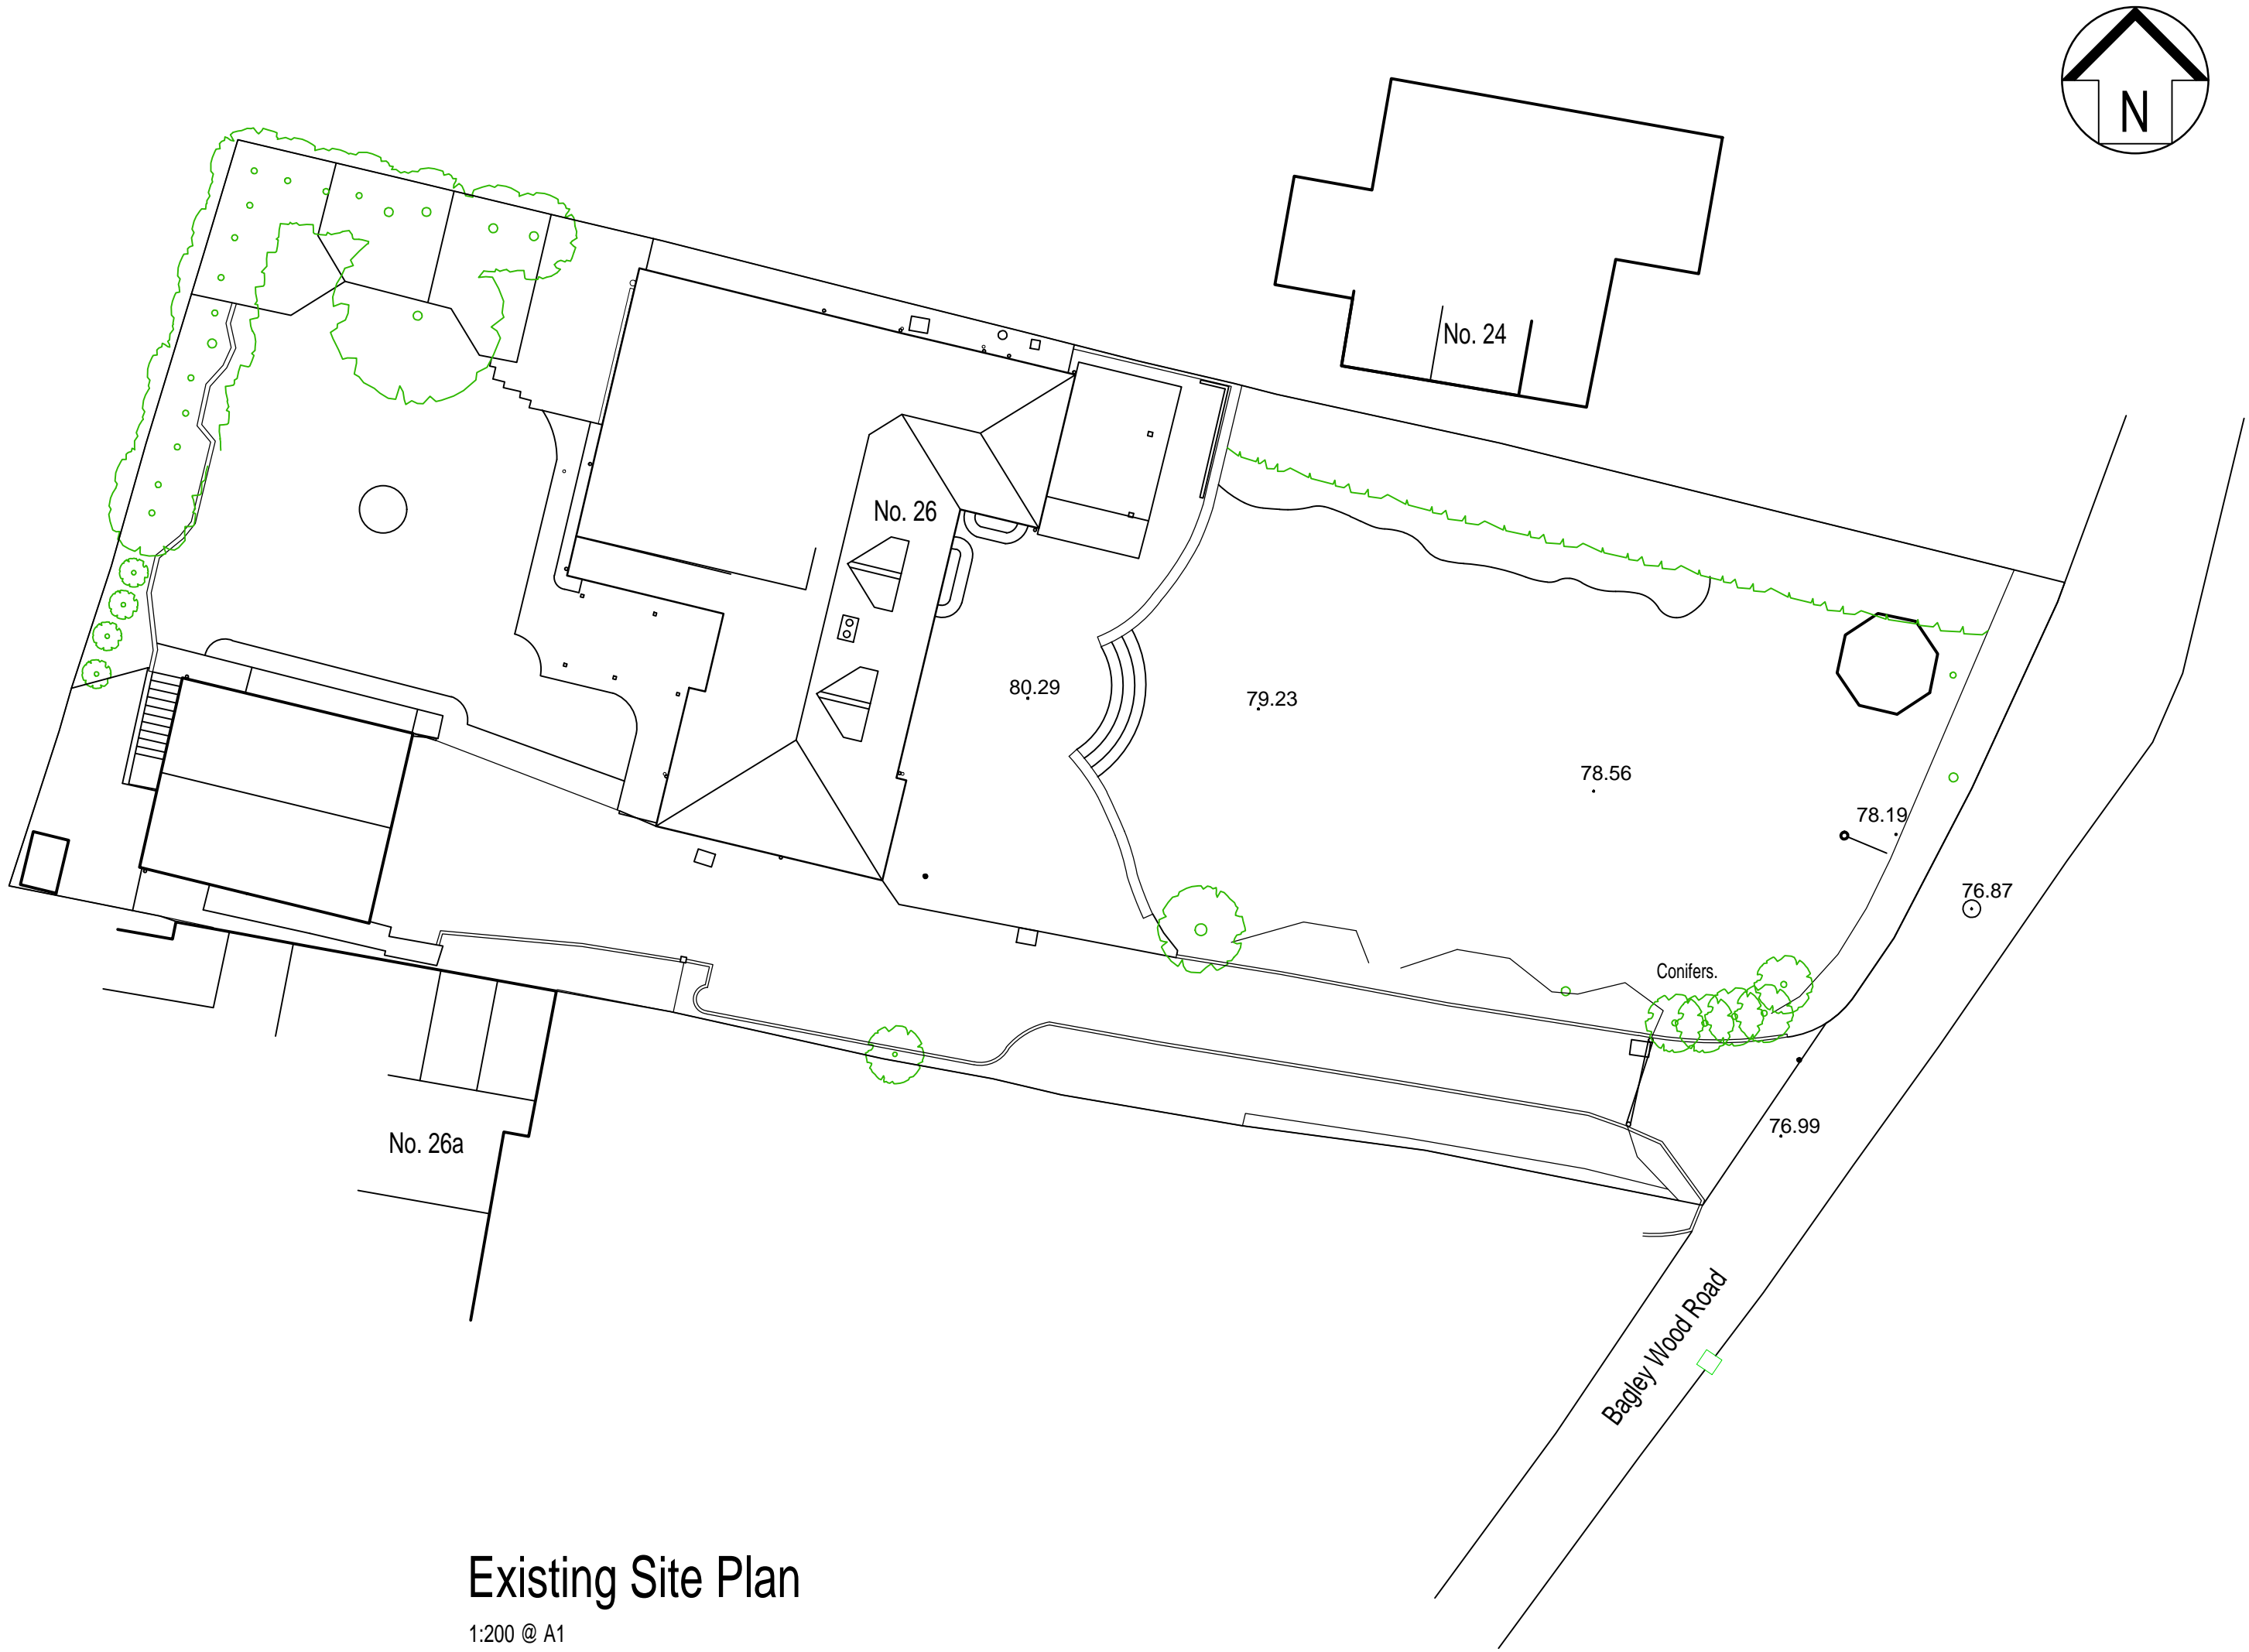 N
No. 24
No. 26
80.29
79.23
78.56
78.19
76.87
Conifers.
76.99
No. 26a
Bagley Wood Road
Existing Site Plan
1:200 @ A1